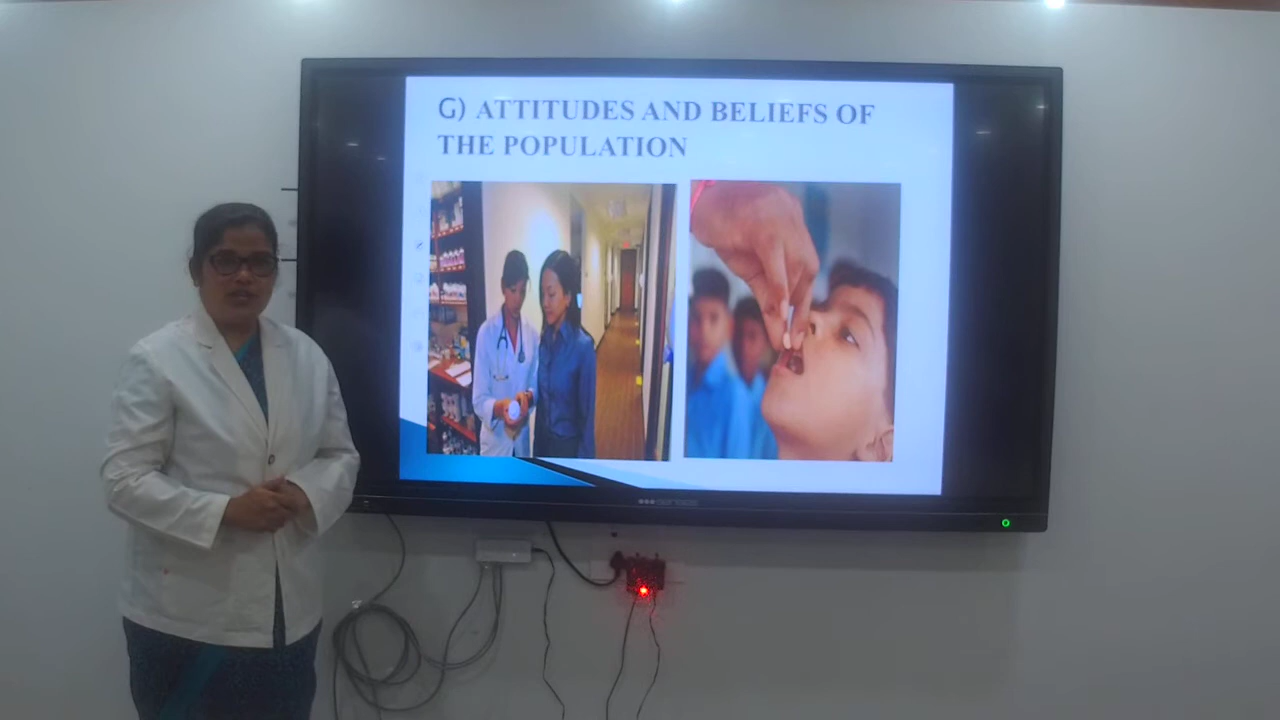 G) ATTITUDES AND BELIEFS OF
THE POPULATION